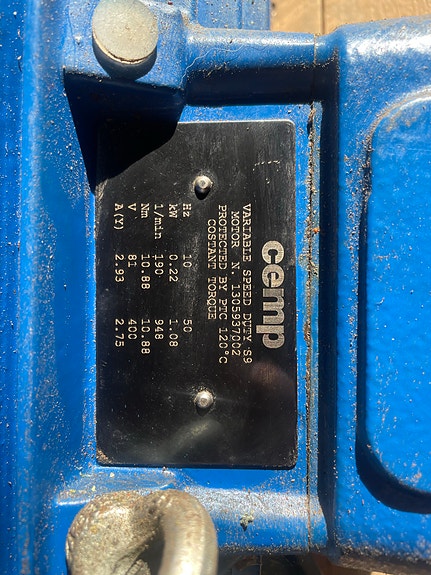 cemp
VARIABLE SPEED DUTY S9
MOTOR N. 1305937002
PROTECTED BY PTC 120°C
COSTANT TORQUE
Hz 10 50
kW 0.22 1.08
1/min 190 948
Nm 10.88 10.88
V 81 400
A(Y) 2.93 2.75